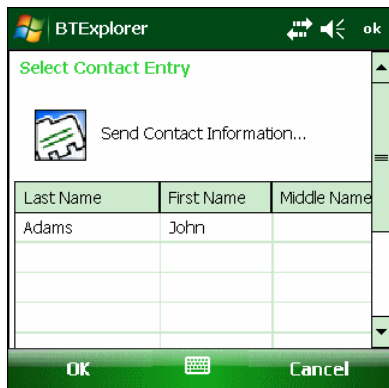 BTExplorer ok
Select Contact Entry
Send Contact Information...
Last Name First Name Middle Name
Adams John
OK Cancel